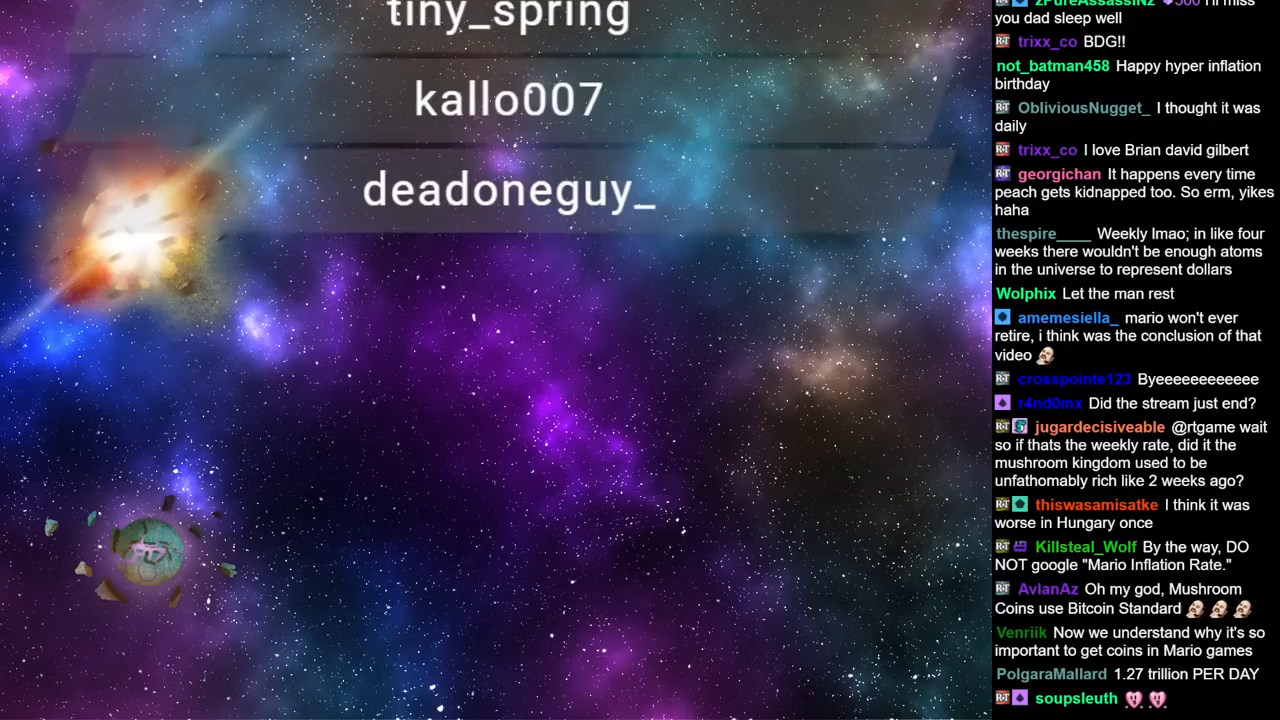 tiny_spring
kallo007
deadoneguy_
you dad sleep well
trixx_co BDG!!
not_batman458 Happy hyper inflation
birthday
ObliviousNugget_ I thought it was
daily
trixx_co I love Brian david gilbert
georgichan It happens every time
peach gets kidnapped too. So erm, yikes
haha
thespire____ Weekly lmao; in like four
weeks there wouldn't be enough atoms
in the universe to represent dollars
Wolphix Let the man rest
amemesiella_ mario won't ever
retire, i think was the conclusion of that
video
crosspointe123 Byeeeeeeeeeeee
r4nd0mx Did the stream just end?
jugardecisiveable @rtgame wait
so if thats the weekly rate, did it the
mushroom kingdom used to be
unfathomably rich like 2 weeks ago?
thiswasamisatke I think it was
worse in Hungary once
Killsteal_Wolf By the way, DO
NOT google "Mario Inflation Rate."
AvianAz Oh my god, Mushroom
Coins use Bitcoin Standard
Venriik Now we understand why it's so
important to get coins in Mario games
PolgaraMallard 1.27 trillion PER DAY
soupsleuth